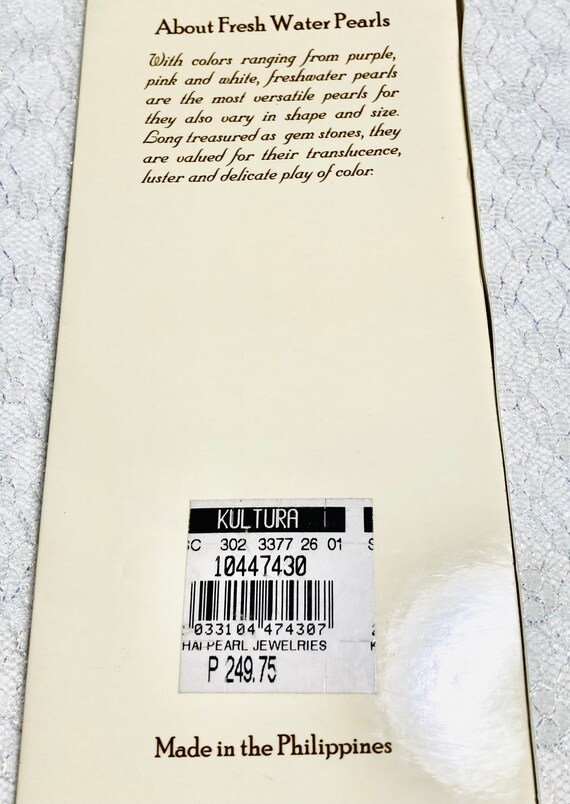 About Fresh Water Pearls
With colors ranging from purple,
pink and white, freshwater pearls
are the most versatile pearls for
they also vary in shape and size.
Long treasured as gem stones, they
are valued for their translucence,
luster and delicate play of color.
KULTURA
SC 302 3377 26 01 S
10447430
033104 474307
HAI PEARL JEWELRIES K
P 249.75
Made in the Philippines